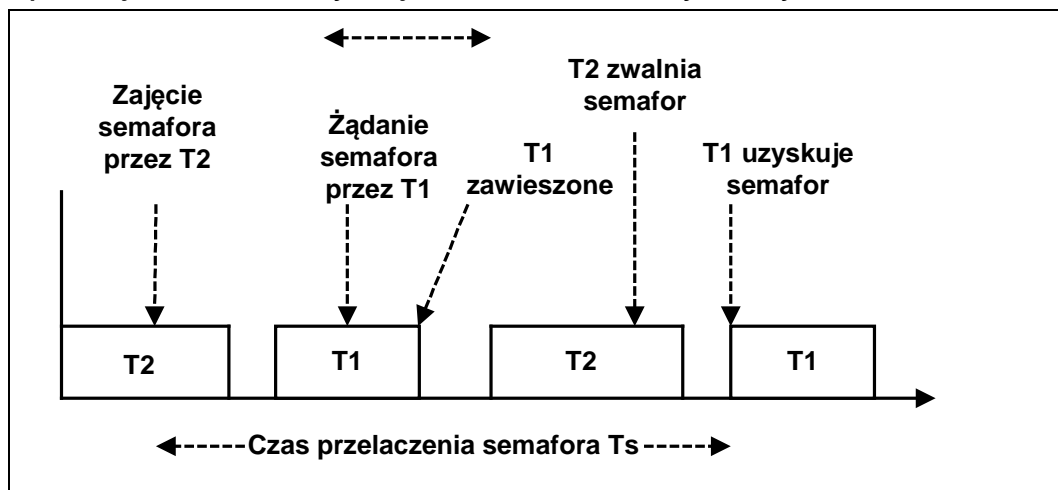 T2 zwalnia
semafor
Zajęcie
semafora
przez T2
Żądanie
semafora
przez T1
T1
zawieszone
T1 uzyskuje
semafor
T2
T1
T2
T1
Czas przelaczenia semafora Ts